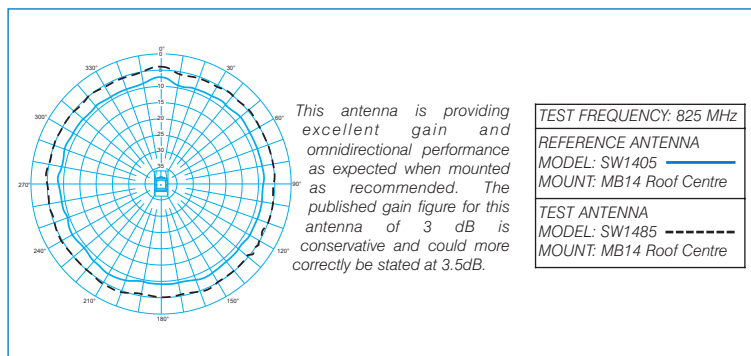 0°
0
5
10
15
20
25
30
35
30°
60°
90°
120°
150°
180°
210°
240°
270°
300°
330°
This antenna is providing
excellent gain and
omnidirectional performance
as expected when mounted
as recommended. The
published gain figure for this
antenna of 3 dB is
conservative and could more
correctly be stated at 3.5dB.
TEST FREQUENCY: 825 MHz
REFERENCE ANTENNA
MODEL: SW1405
MOUNT: MB14 Roof Centre
TEST ANTENNA
MODEL: SW1485
MOUNT: MB14 Roof Centre